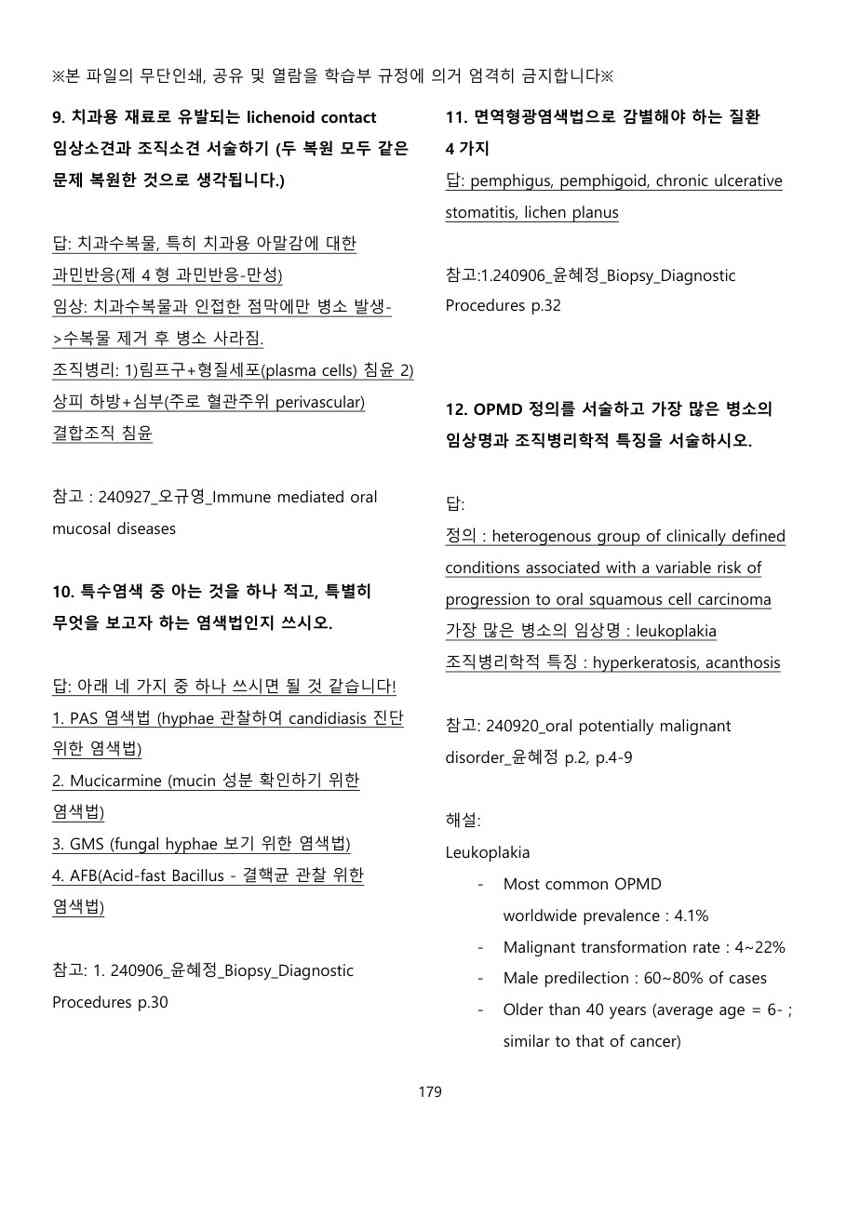 ※본 파일의 무단인쇄, 공유 및 열람을 학습부 규정에 의거 엄격히 금지합니다※
9. 치과용 재료로 유발되는 lichenoid contact
임상소견과 조직소견 서술하기 (두 복원 모두 같은
문제 복원한 것으로 생각됩니다.)
답: 치과수복물, 특히 치과용 아말감에 대한
과민반응(제 4 형 과민반응-만성)
임상: 치과수복물과 인접한 점막에만 병소 발생-
>수복물 제거 후 병소 사라짐.
조직병리: 1)림프구+형질세포(plasma cells) 침윤 2)
상피 하방+심부(주로 혈관주위 perivascular)
결합조직 침윤
참고 : 240927_오규영_Immune mediated oral
mucosal diseases
10. 특수염색 중 아는 것을 하나 적고, 특별히
무엇을 보고자 하는 염색법인지 쓰시오.
답: 아래 네 가지 중 하나 쓰시면 될 것 같습니다!
1. PAS 염색법 (hyphae 관찰하여 candidiasis 진단
위한 염색법)
2. Mucicarmine (mucin 성분 확인하기 위한
염색법)
3. GMS (fungal hyphae 보기 위한 염색법)
4. AFB(Acid-fast Bacillus - 결핵균 관찰 위한
염색법)
참고: 1. 240906_윤혜정_Biopsy_Diagnostic
Procedures p.30
11. 면역형광염색법으로 감별해야 하는 질환
4 가지
답: pemphigus, pemphigoid, chronic ulcerative
stomatitis, lichen planus
참고:1.240906_윤혜정_Biopsy_Diagnostic
Procedures p.32
12. OPMD 정의를 서술하고 가장 많은 병소의
임상명과 조직병리학적 특징을 서술하시오.
답:
정의 : heterogenous group of clinically defined
conditions associated with a variable risk of
progression to oral squamous cell carcinoma
가장 많은 병소의 임상명 : leukoplakia
조직병리학적 특징 : hyperkeratosis, acanthosis
참고: 240920_oral potentially malignant
disorder_윤혜정 p.2, p.4-9
해설:
Leukoplakia
- Most common OPMD
worldwide prevalence : 4.1%
- Malignant transformation rate : 4~22%
- Male predilection : 60~80% of cases
- Older than 40 years (average age = 6- ;
similar to that of cancer)
179